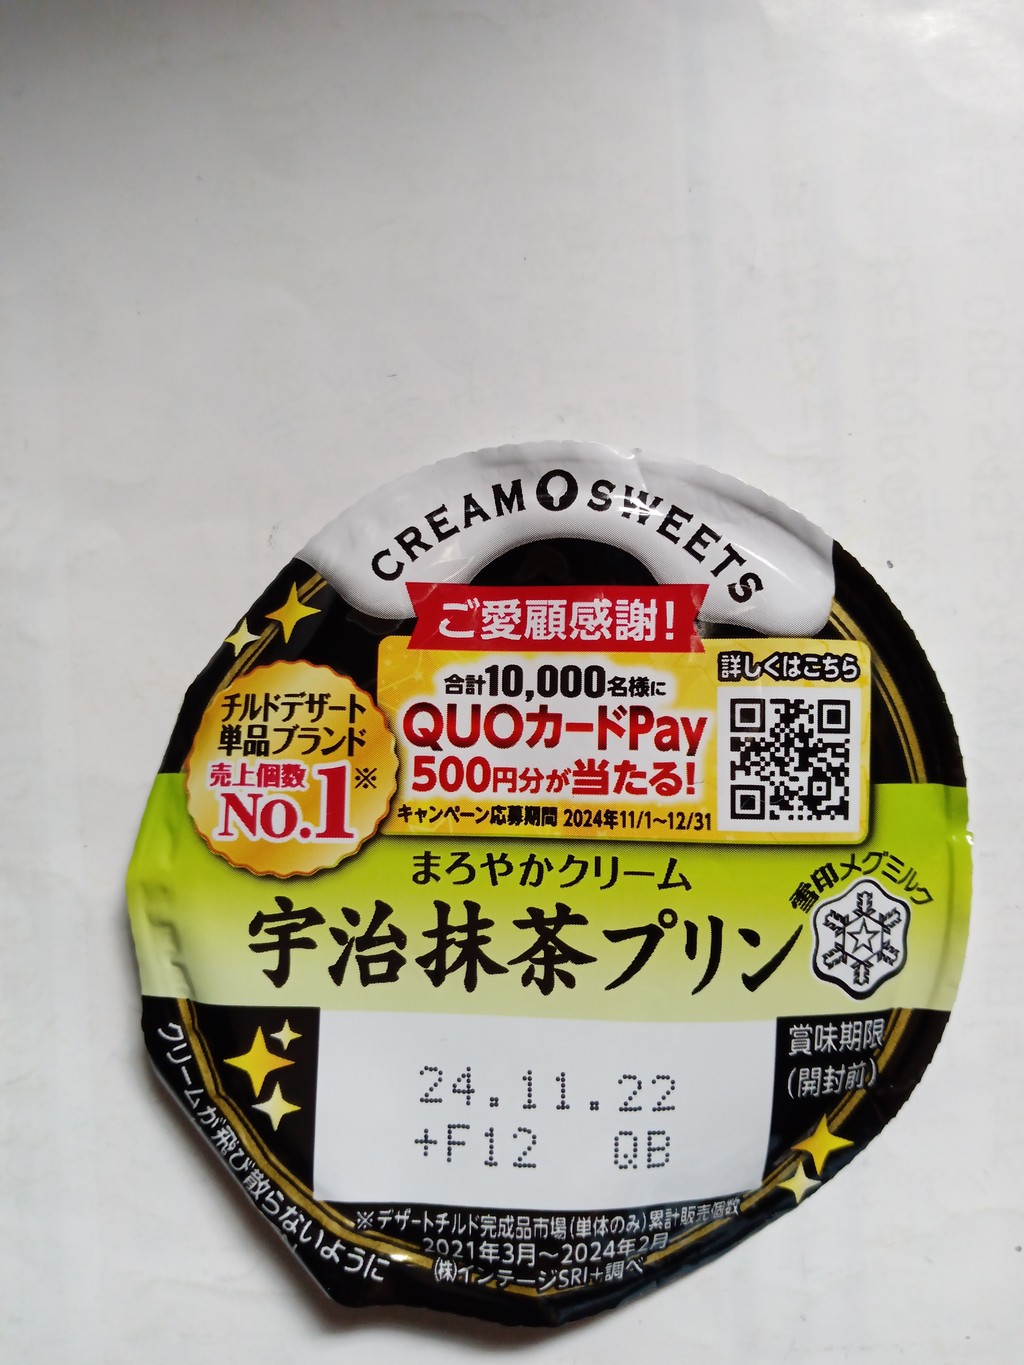 CREAM SWEETS
ご愛顧感謝!
合計10,000名様に
QUOカードPay
500円分が当たる!
キャンペーン応募期間 2024年11/1~12/31
詳しくはこちら
チルドデザート
単品ブランド
売上個数
No.1※
まろやかクリーム
宇治抹茶プリン
雪印メグミルク
賞味期限
(開封前)
24.11.22
+F12 QB
クリームが飛び散らないように
※デザートチルド完成品市場(単体のみ)累計販売個数
2021年3月~2024年2月
(株)インテージSRI+調べ